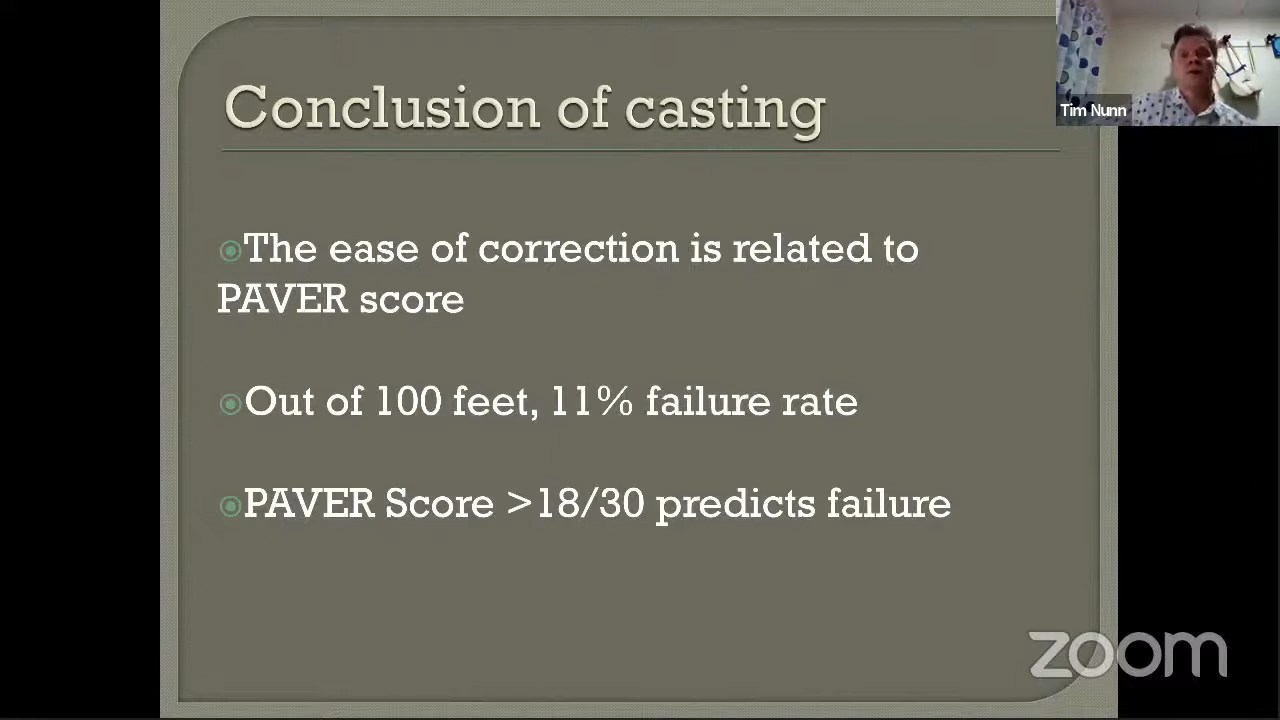 Conclusion of casting
The ease of correction is related to
PAVER score
Out of 100 feet, 11% failure rate
PAVER Score >18/30 predicts failure
Tim Nunn
zoom